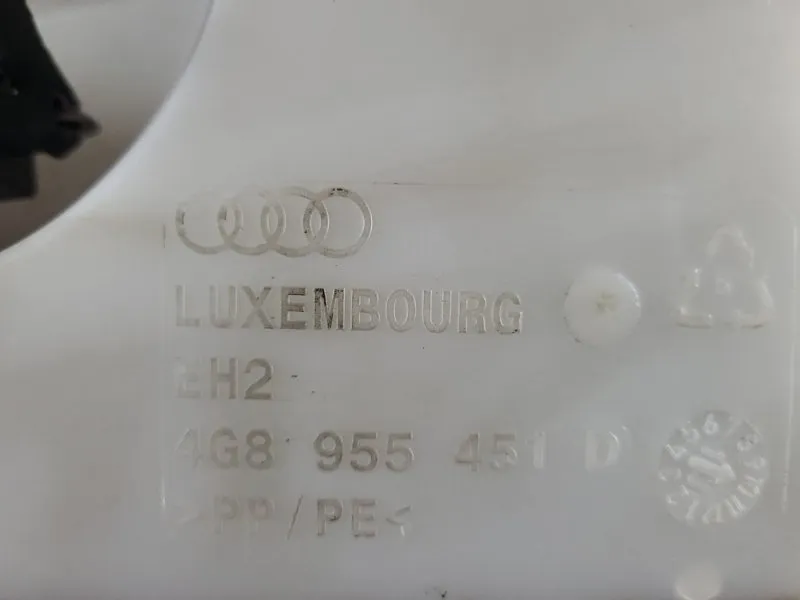 LUXEMBOURG
EH2
4G8 955 451 D
>PP/PE<